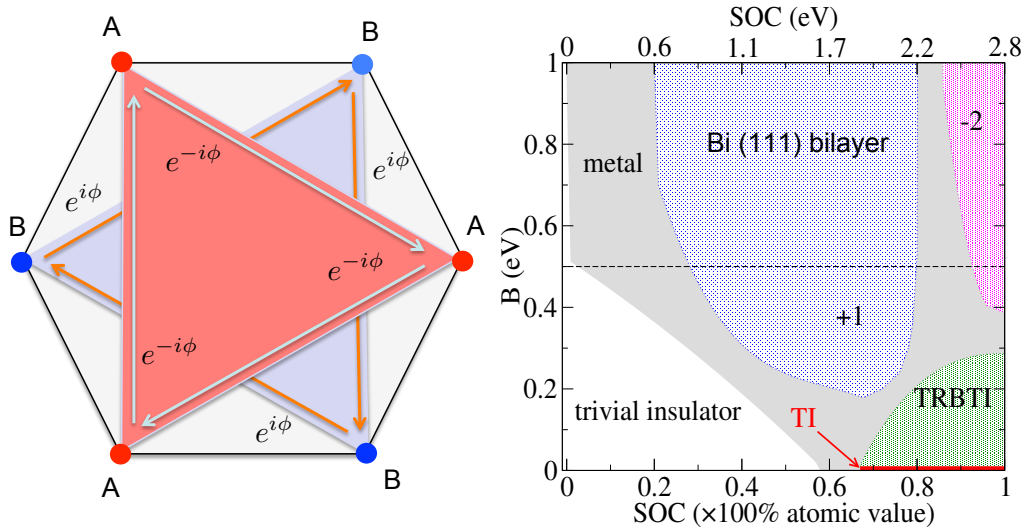 A
B
e^{-iϕ}
e^{iϕ}
e^{iϕ}
B
A
e^{-iϕ}
e^{-iϕ}
e^{iϕ}
A
B
SOC (eV)
0 0.6 1.1 1.7 2.2 2.8
1
0.8
0.6
0.4
0.2
0
B (eV)
Bi (111) bilayer
-2
metal
+1
trivial insulator
TI
TRBTI
0 0.2 0.4 0.6 0.8 1
SOC (×100% atomic value)